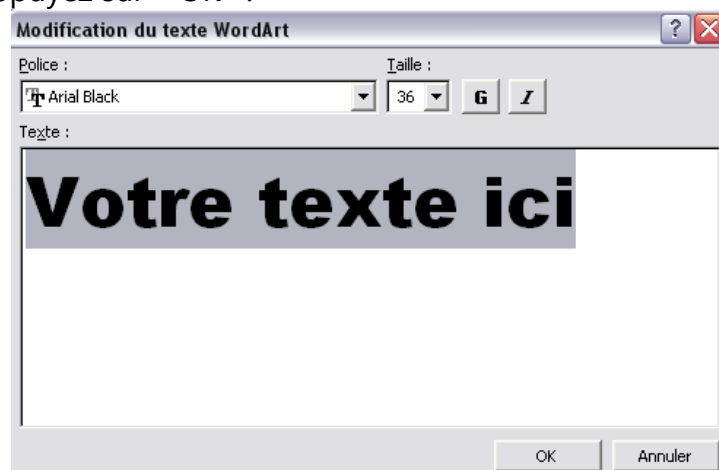 Modification du texte WordArt
Police : Taille :
Arial Black 36 G I
Texte :
Votre texte ici
OK Annuler